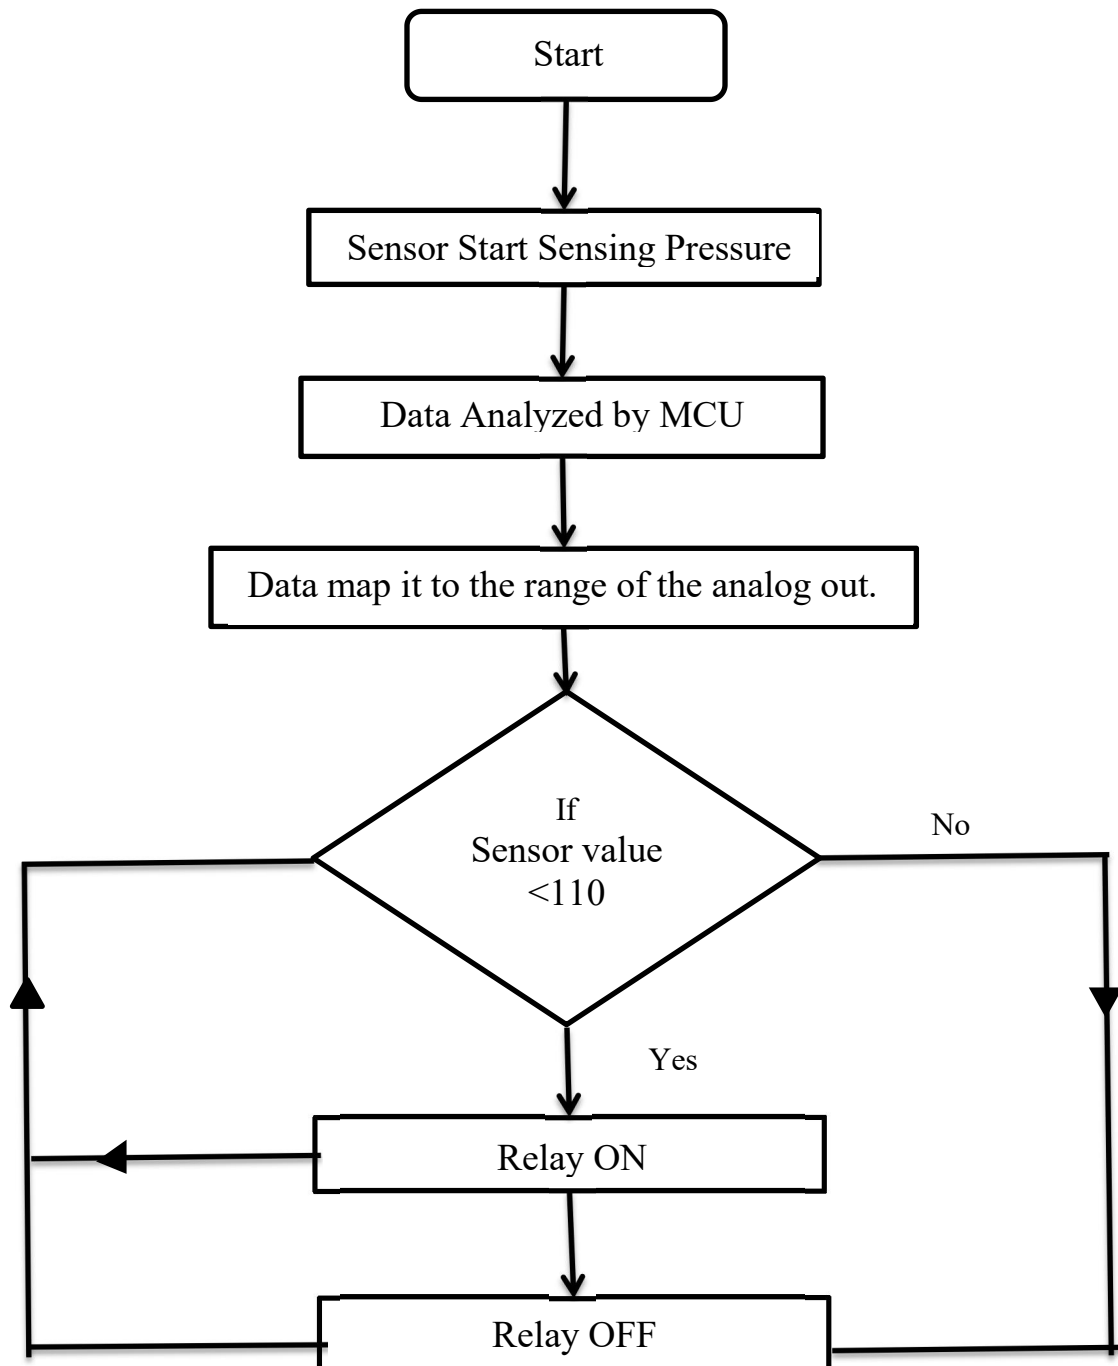 Start
Sensor Start Sensing Pressure
Data Analyzed by MCU
Data map it to the range of the analog out.
If
Sensor value
<110
No
Yes
Relay ON
Relay OFF